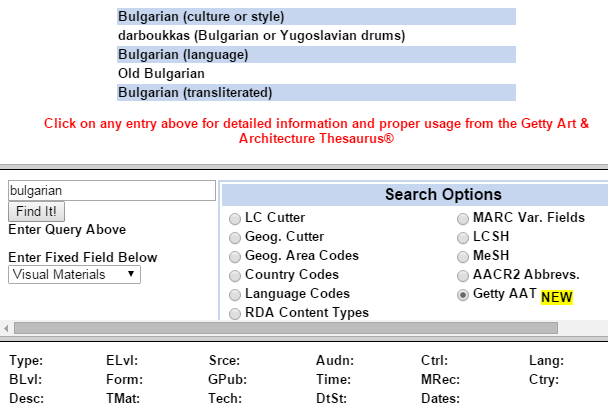 Bulgarian (culture or style)
darboukkas (Bulgarian or Yugoslavian drums)
Bulgarian (language)
Old Bulgarian
Bulgarian (transliterated)
Click on any entry above for detailed information and proper usage from the Getty Art &
Architecture Thesaurus®
bulgarian
Find It!
Enter Query Above
Enter Fixed Field Below
Visual Materials
Search Options
LC Cutter
Geog. Cutter
Geog. Area Codes
Country Codes
Language Codes
RDA Content Types
MARC Var. Fields
LCSH
MeSH
AACR2 Abbrevs.
Getty AAT NEW
Type: ELvl: Srce: Audn: Ctrl: Lang:
BLvl: Form: GPub: Time: MRec: Ctry:
Desc: TMat: Tech: DtSt: Dates: